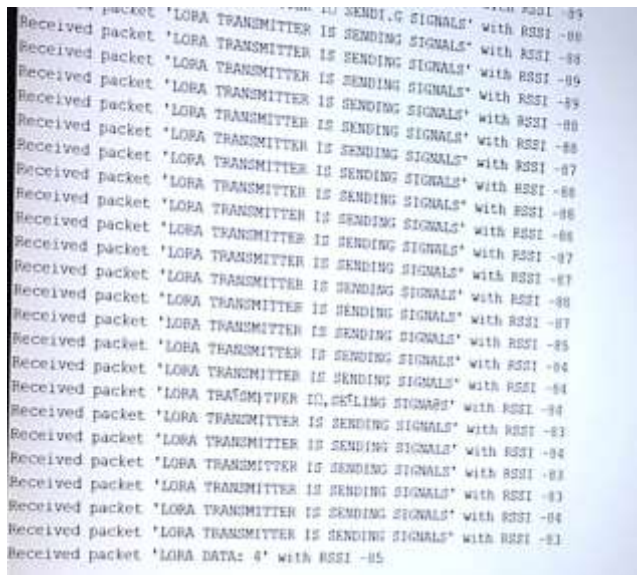 with RSSI -89
SENDI.G SIGNALS' with RSSI -88
Received packet 'LORA TRANSMITTER IS SENDING SIGNALS' with RSSI -88
Received packet 'LORA TRANSMITTER IS SENDING SIGNALS' with RSSI -89
Received packet 'LORA TRANSMITTER IS SENDING SIGNALS' with RSSI -89
Received packet 'LORA TRANSMITTER IS SENDING SIGNALS' with RSSI -88
Received packet 'LORA TRANSMITTER IS SENDING SIGNALS' with RSSI -88
Received packet 'LORA TRANSMITTER IS SENDING SIGNALS' with RSSI -87
Received packet 'LORA TRANSMITTER IS SENDING SIGNALS' with RSSI -88
Received packet 'LORA TRANSMITTER IS SENDING SIGNALS' with RSSI -86
Received packet 'LORA TRANSMITTER IS SENDING SIGNALS' with RSSI -86
Received packet 'LORA TRANSMITTER IS SENDING SIGNALS' with RSSI -87
Received packet 'LORA TRANSMITTER IS SENDING SIGNALS' with RSSI -87
Received packet 'LORA TRANSMITTER IS SENDING SIGNALS' with RSSI -88
Received packet 'LORA TRANSMITTER IS SENDING SIGNALS' with RSSI -87
Received packet 'LORA TRANSMITTER IS SENDING SIGNALS' with RSSI -85
Received packet 'LORA TRANSMITTER IS SENDING SIGNALS' with RSSI -84
Received packet 'LORA TRANSMITTER IS SENDING SIGNALS' with RSSI -84
Received packet 'LORA with RSSI -84
Received packet 'LORA TRANSMITTER IS SENDING SIGNALS' with RSSI -83
Received packet 'LORA TRANSMITTER IS SENDING SIGNALS' with RSSI -84
Received packet 'LORA TRANSMITTER IS SENDING SIGNALS' with RSSI -83
Received packet 'LORA TRANSMITTER IS SENDING SIGNALS' with RSSI -83
Received packet 'LORA TRANSMITTER IS SENDING SIGNALS' with RSSI -84
Received packet 'LORA TRANSMITTER IS SENDING SIGNALS' with RSSI -83
Received packet 'LORA DATA: 4' with RSSI -85